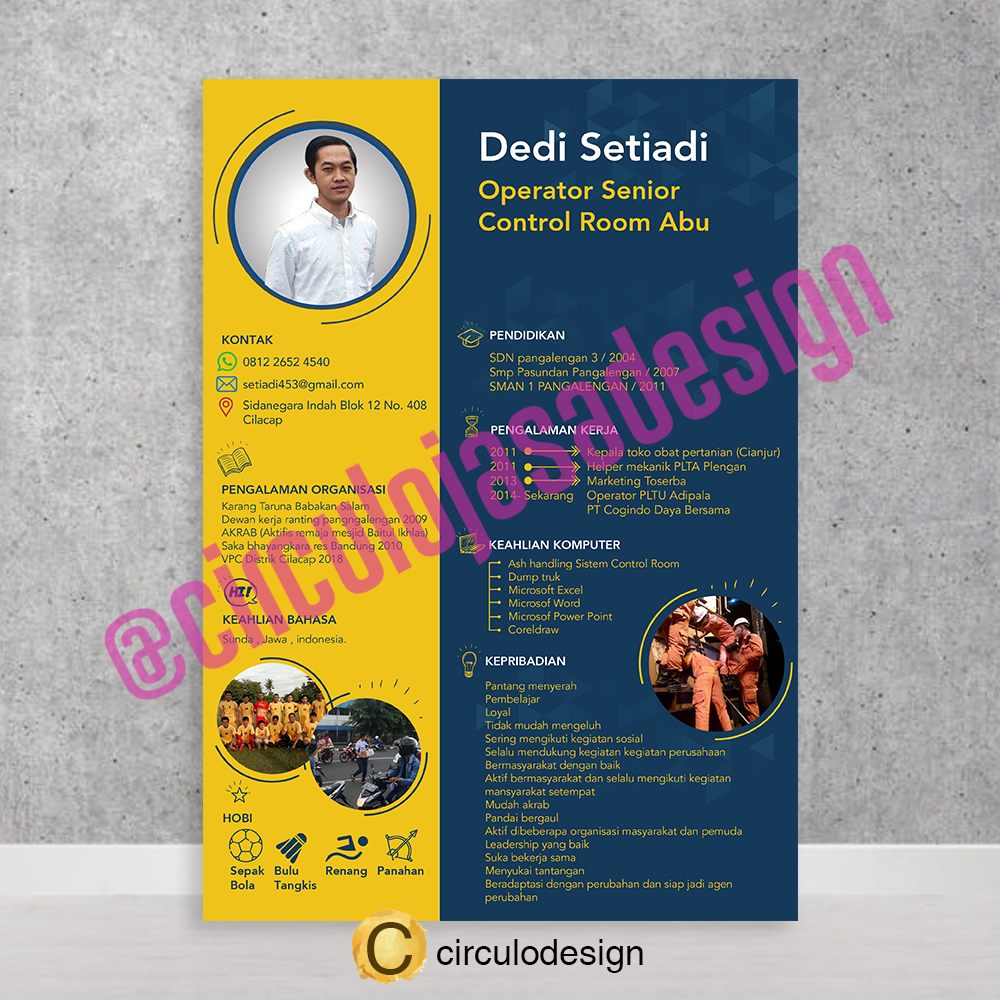 Dedi Setiadi
Operator Senior
Control Room Abu
KONTAK
0812 2652 4540
setiadi453@gmail.com
Sidanegara Indah Blok 12 No. 408
Cilacap
PENGALAMAN ORGANISASI
Karang Taruna Babakan Salam
Dewan kerja ranting pangngalengan 2009
AKRAB (Aktifis remaja mesjid Baitul Ikhlas)
Saka bhayangkara res Bandung 2010
VPC Distrik Cilacap 2018
HI!
KEAHLIAN BAHASA
Sunda , Jawa , indonesia.
HOBI
Sepak Bola
Bulu Tangkis
Renang
Panahan
PENDIDIKAN
SDN pangalengan 3 / 2004
Smp Pasundan Pangalengan / 2007
SMAN 1 PANGALENGAN / 2011
PENGALAMAN KERJA
2011 Kepala toko obat pertanian (Cianjur)
2011 Helper mekanik PLTA Plengan
2013 Marketing Toserba
2014- Sekarang Operator PLTU Adipala
PT Cogindo Daya Bersama
KEAHLIAN KOMPUTER
Ash handling Sistem Control Room
Dump truk
Microsoft Excel
Microsof Word
Microsof Power Point
Coreldraw
KEPRIBADIAN
Pantang menyerah
Pembelajar
Loyal
Tidak mudah mengeluh
Sering mengikuti kegiatan sosial
Selalu mendukung kegiatan kegiatan perusahaan
Bermasyarakat dengan baik
Aktif bermasyarakat dan selalu mengikuti kegiatan
mansyarakat setempat
Mudah akrab
Pandai bergaul
Aktif dibeberapa organisasi masyarakat dan pemuda
Leadership yang baik
Suka bekerja sama
Menyukai tantangan
Beradaptasi dengan perubahan dan siap jadi agen
perubahan
@circulojasadesign
C circulodesign